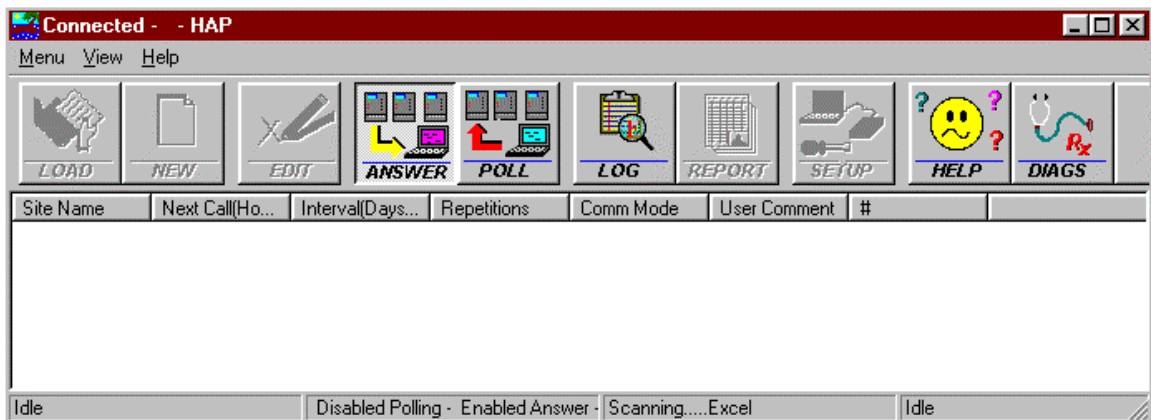 Connected -   - HAP
Menu View Help
LOAD NEW EDIT ANSWER POLL LOG REPORT SETUP HELP DIAGS
Site Name Next Call(Ho... Interval(Days... Repetitions Comm Mode User Comment #
Idle Disabled Polling - Enabled Answer - Scanning.....Excel Idle